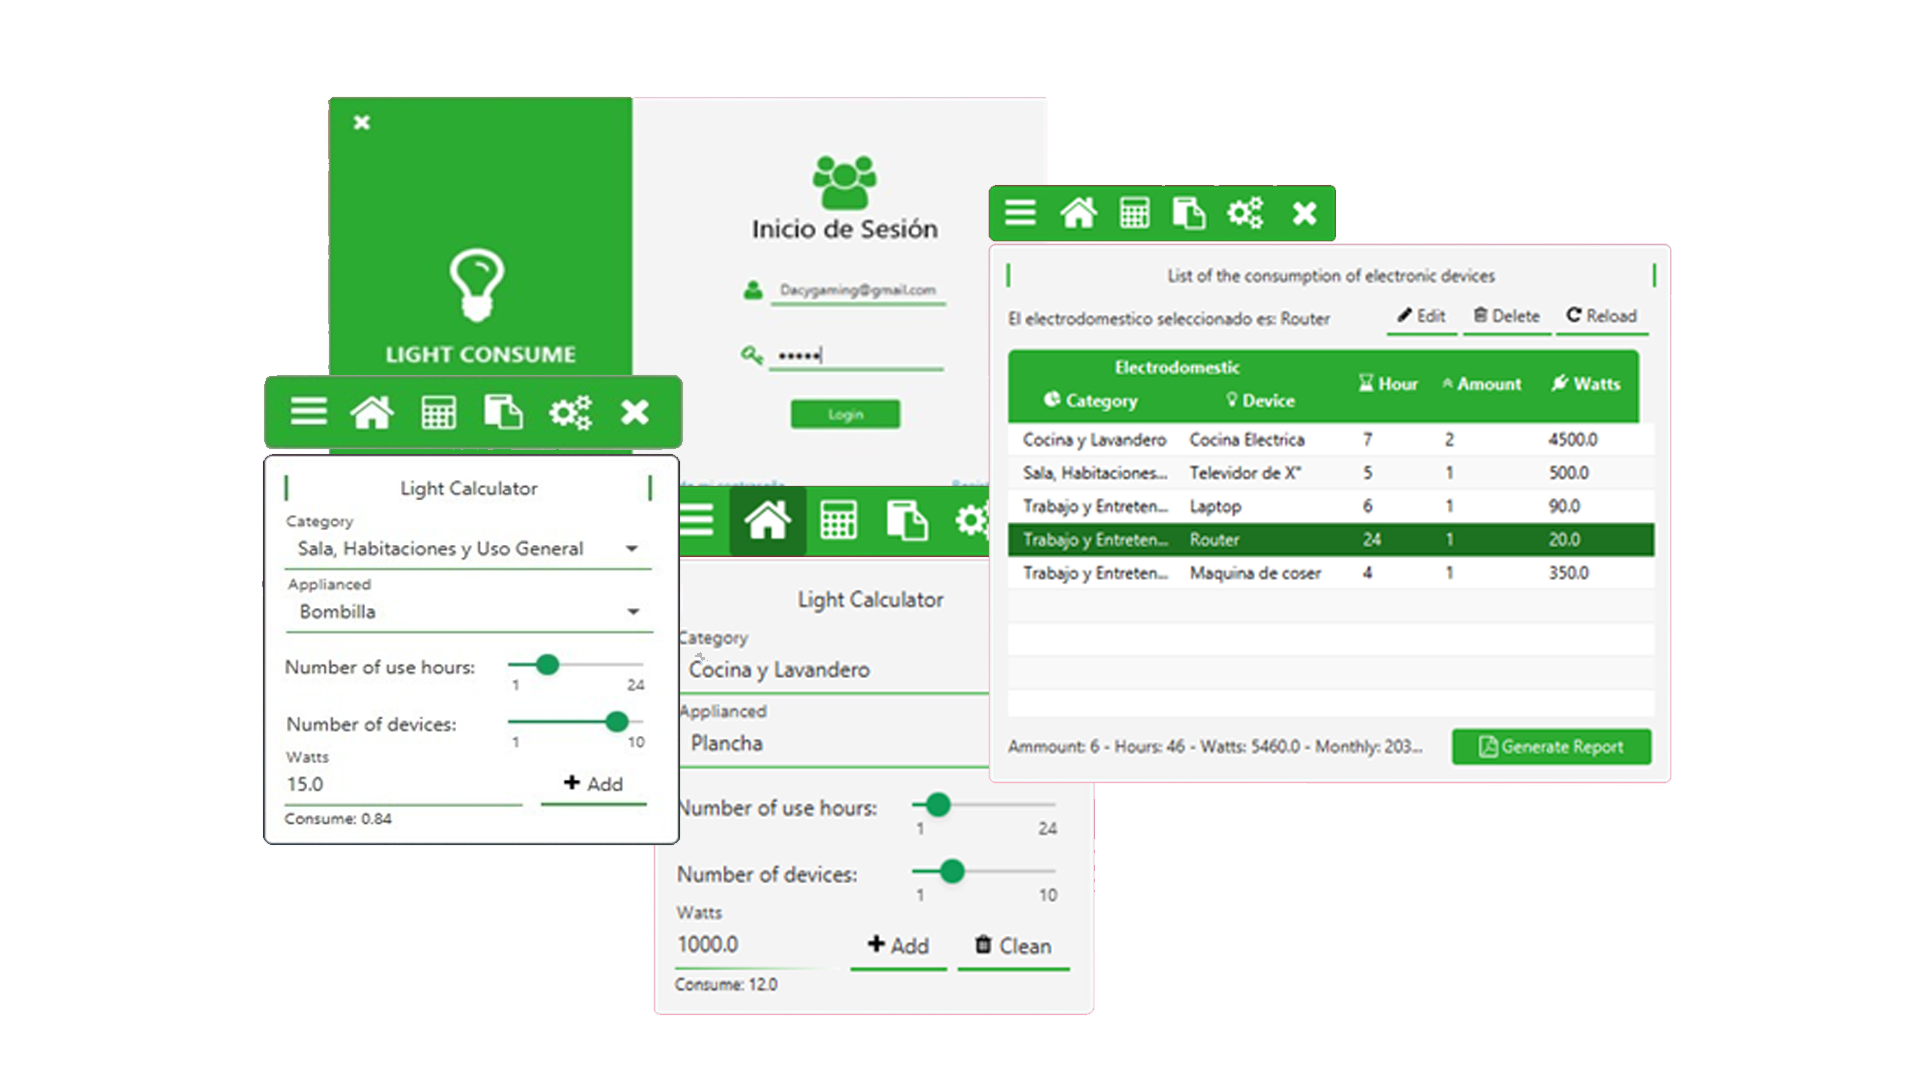 LIGHT CONSUME
Inicio de Sesión
Dacygaming@gmail.com
Login
Light Calculator
Category
Sala, Habitaciones y Uso General
Applianced
Bombilla
Number of use hours:
1 24
Number of devices:
1 10
Watts
15.0
Add
Consume: 0.84
Light Calculator
Category
Cocina y Lavandero
Applianced
Plancha
Number of use hours:
1 24
Number of devices:
1 10
Watts
1000.0
Add Clean
Consume: 12.0
List of the consumption of electronic devices
El electrodomestico seleccionado es: Router
Edit Delete Reload
Electrodomestic
Category Device Hour Amount Watts
Cocina y Lavandero Cocina Electrica 7 2 4500.0
Sala, Habitaciones... Televidor de X" 5 1 500.0
Trabajo y Entreten... Laptop 6 1 90.0
Trabajo y Entreten... Router 24 1 20.0
Trabajo y Entreten... Maquina de coser 4 1 350.0
Ammount: 6 - Hours: 46 - Watts: 5460.0 - Monthly: 203...
Generate Report